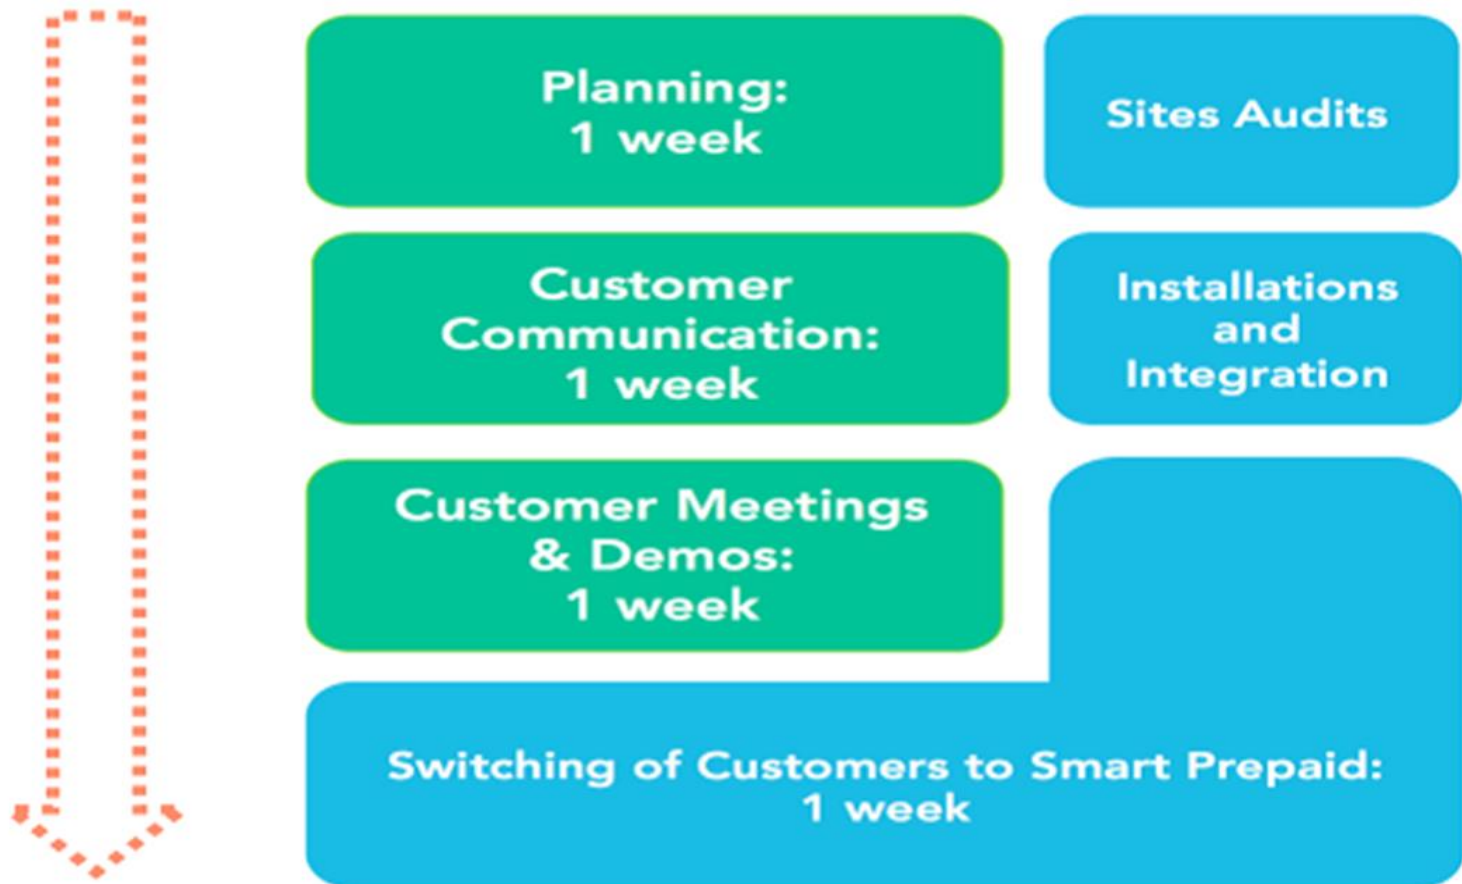 Planning:
1 week
Sites Audits
Customer
Communication:
1 week
Installations
and
Integration
Customer Meetings
& Demos:
1 week
Switching of Customers to Smart Prepaid:
1 week